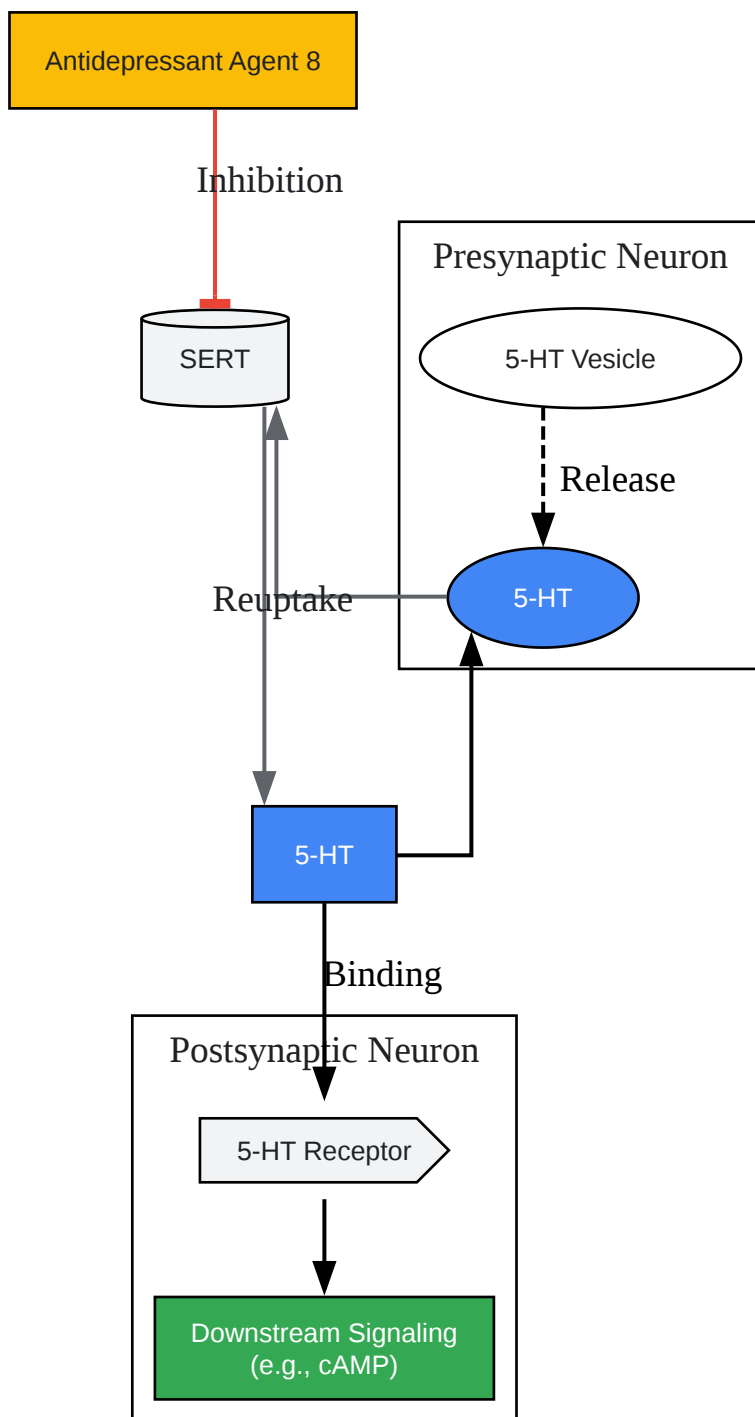 Antidepressant Agent 8
Inhibition
Presynaptic Neuron
SERT
5-HT Vesicle
Release
Reuptake
5-HT
5-HT
Binding
Postsynaptic Neuron
5-HT Receptor
Downstream Signaling
(e.g., cAMP)